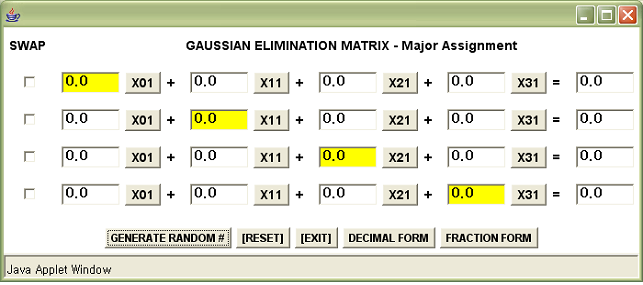 SWAP GAUSSIAN ELIMINATION MATRIX - Major Assignment
0.0 X01 + 0.0 X11 + 0.0 X21 + 0.0 X31 = 0.0
0.0 X01 + 0.0 X11 + 0.0 X21 + 0.0 X31 = 0.0
0.0 X01 + 0.0 X11 + 0.0 X21 + 0.0 X31 = 0.0
0.0 X01 + 0.0 X11 + 0.0 X21 + 0.0 X31 = 0.0
GENERATE RANDOM # [RESET] [EXIT] DECIMAL FORM FRACTION FORM
Java Applet Window